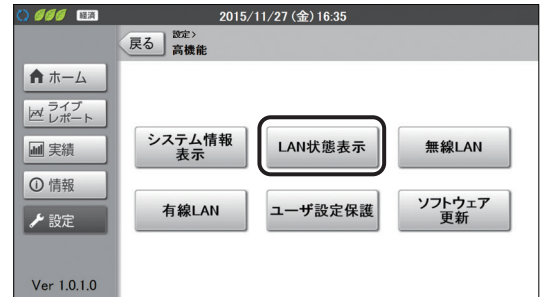 経済
2015/11/27(金)16:35
戻る
設定>
高機能
ホーム
ライブ
レポート
実績
情報
設定
システム情報
表示
LAN状態表示
無線LAN
有線LAN
ユーザ設定保護
ソフトウェア
更新
Ver 1.0.1.0